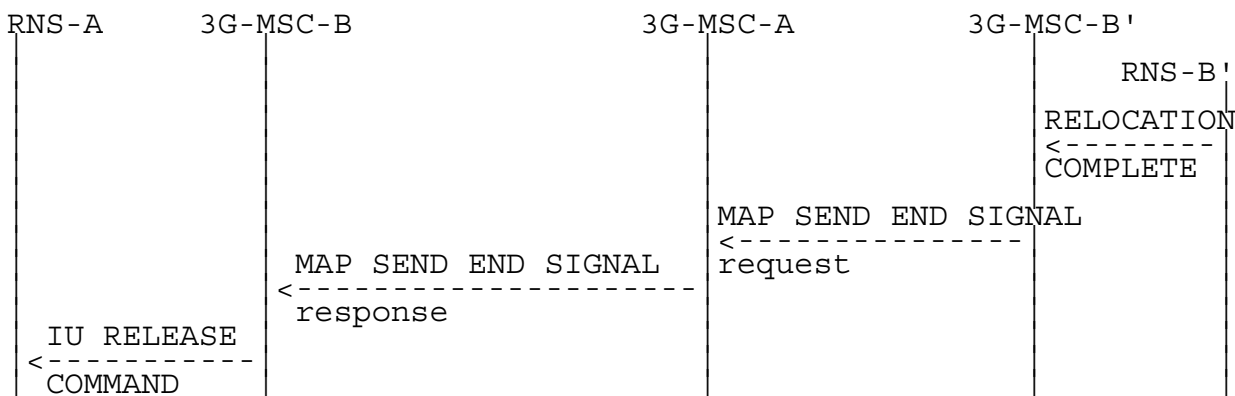 RNS-A 3G-MSC-B 3G-MSC-A 3G-MSC-B'
RNS-B'
RELOCATION
COMPLETE
MAP SEND END SIGNAL
request
MAP SEND END SIGNAL
response
IU RELEASE
COMMAND